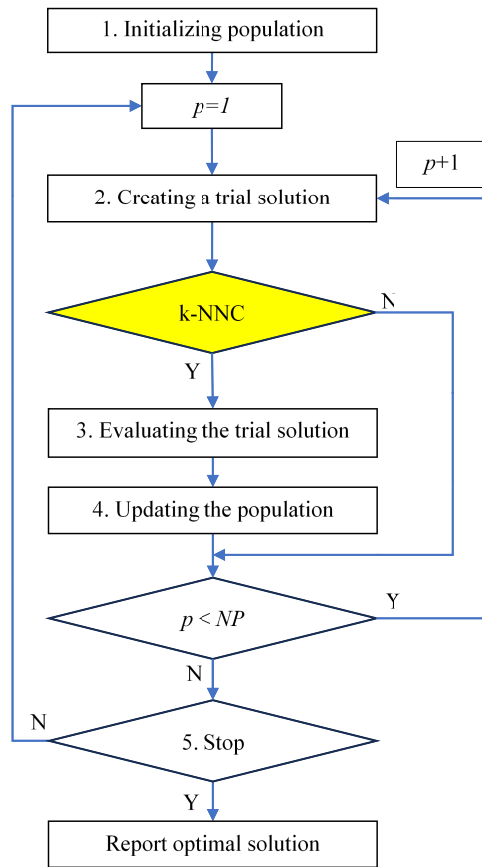 1. Initializing population
p=1
p+1
2. Creating a trial solution
N
k-NNC
Y
3. Evaluating the trial solution
4. Updating the population
Y
p < NP
N
N
5. Stop
Y
Report optimal solution